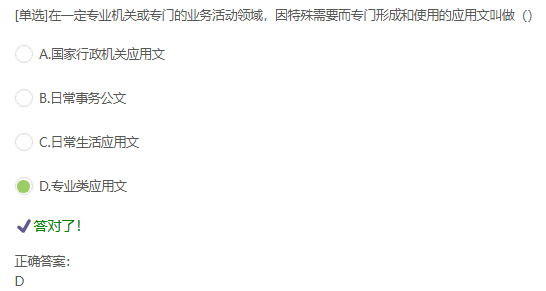 [单选]在一定专业机关或专门的业务活动领域，因特殊需要而专门形成和使用的应用文叫做（）
A.国家行政机关应用文
B.日常事务公文
C.日常生活应用文
D.专业类应用文
答对了！
正确答案：
D